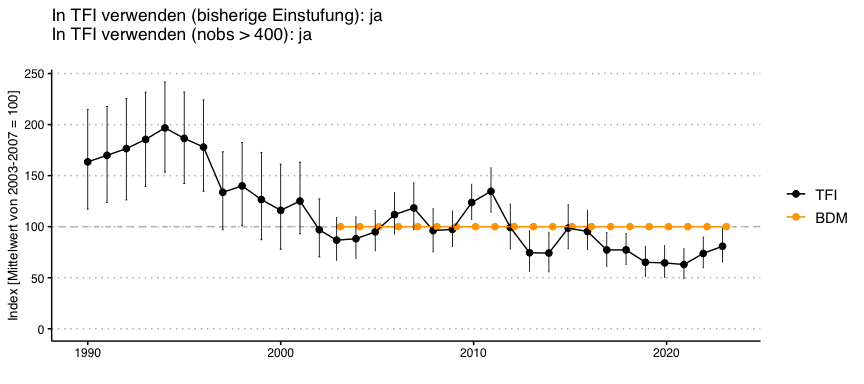 In TFI verwenden (bisherige Einstufung): ja
In TFI verwenden (nobs > 400): ja
Index [Mittelwert von 2003-2007 = 100]
250
200
150
100
50
0
1990
2000
2010
2020
TFI
BDM